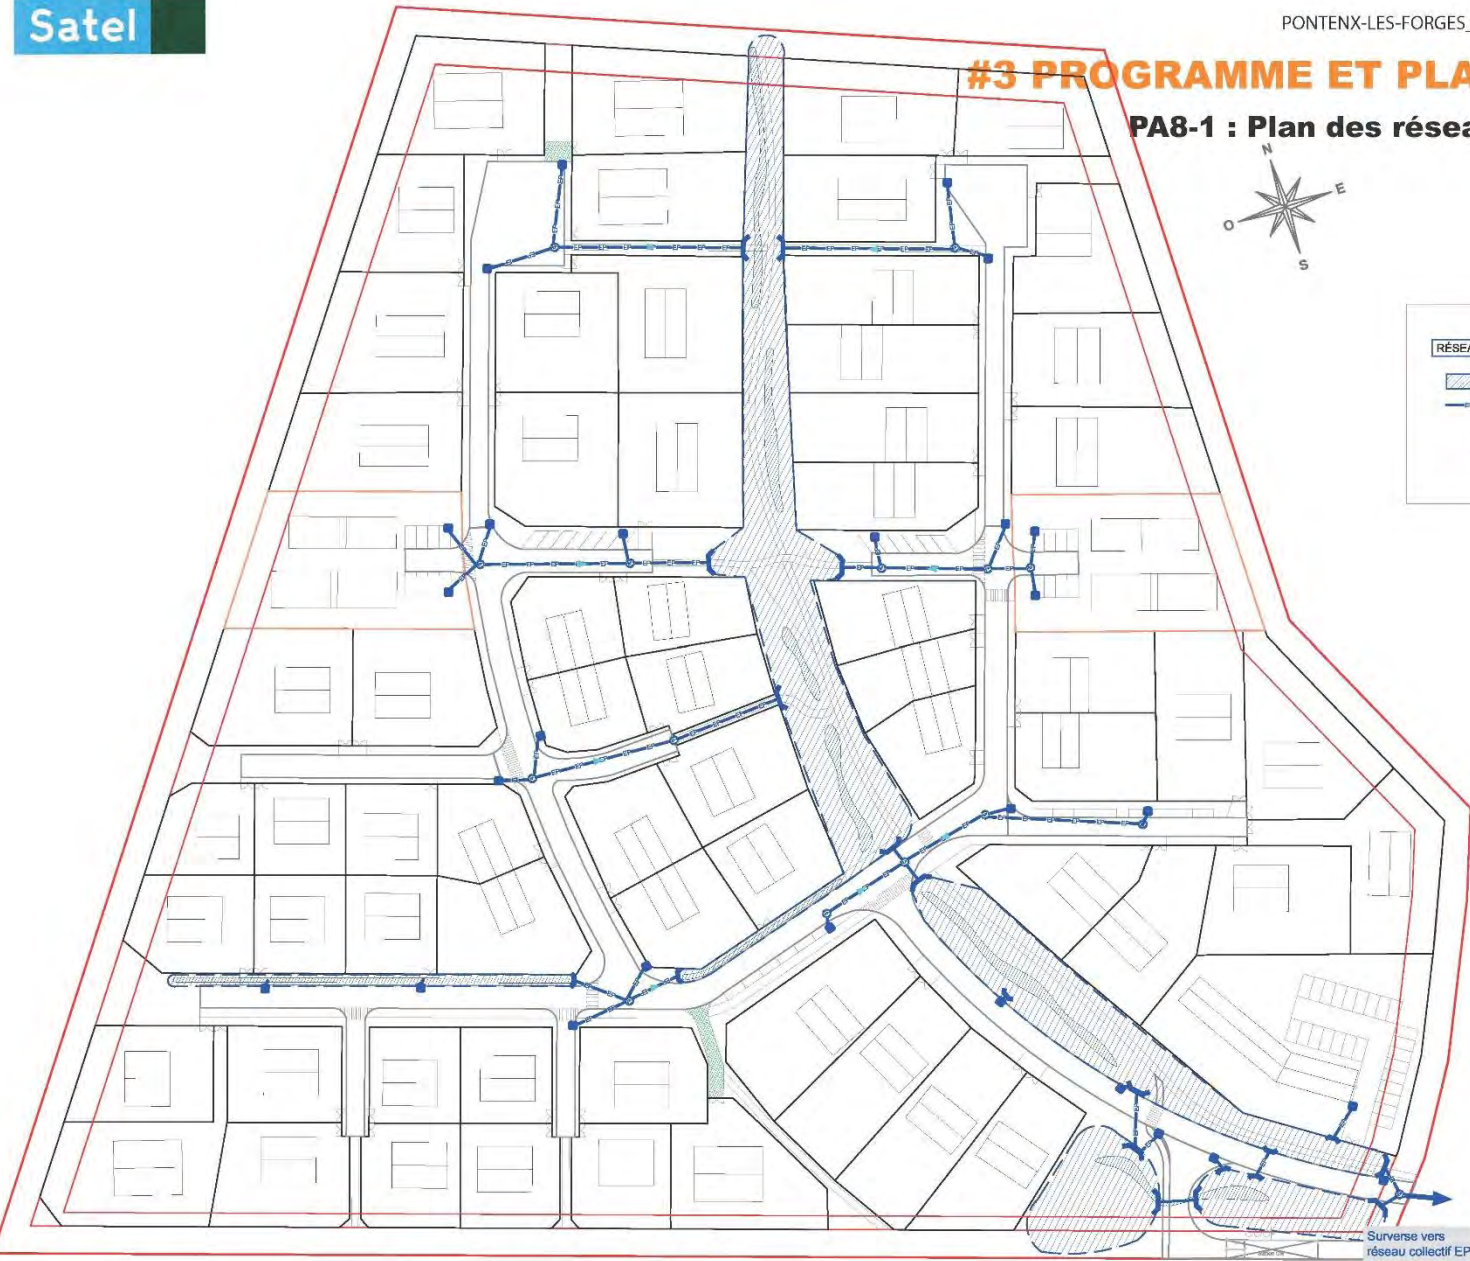 Satel
PONTENX-LES-FORGES_
#3 PROGRAMME ET PLA
PA8-1 : Plan des résea
N
E
O
S
RÉSEA
Surverse vers
réseau collectif EP